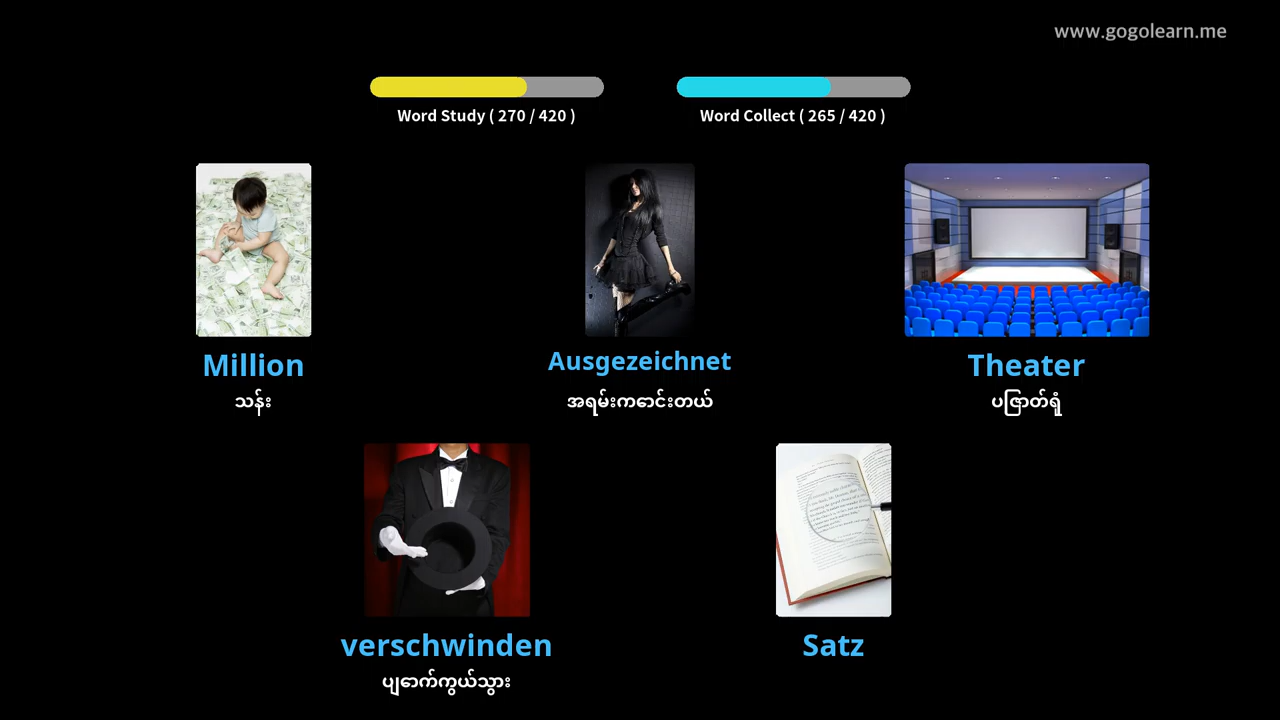 www.gogolearn.me
Word Study ( 270 / 420 )
Word Collect ( 265 / 420 )
Million
သန်း
Ausgezeichnet
အရမ်းကောင်းတယ်
Theater
ပဇြာတ်ရုံ
verschwinden
ပျောက်ကွယ်သွား
Satz